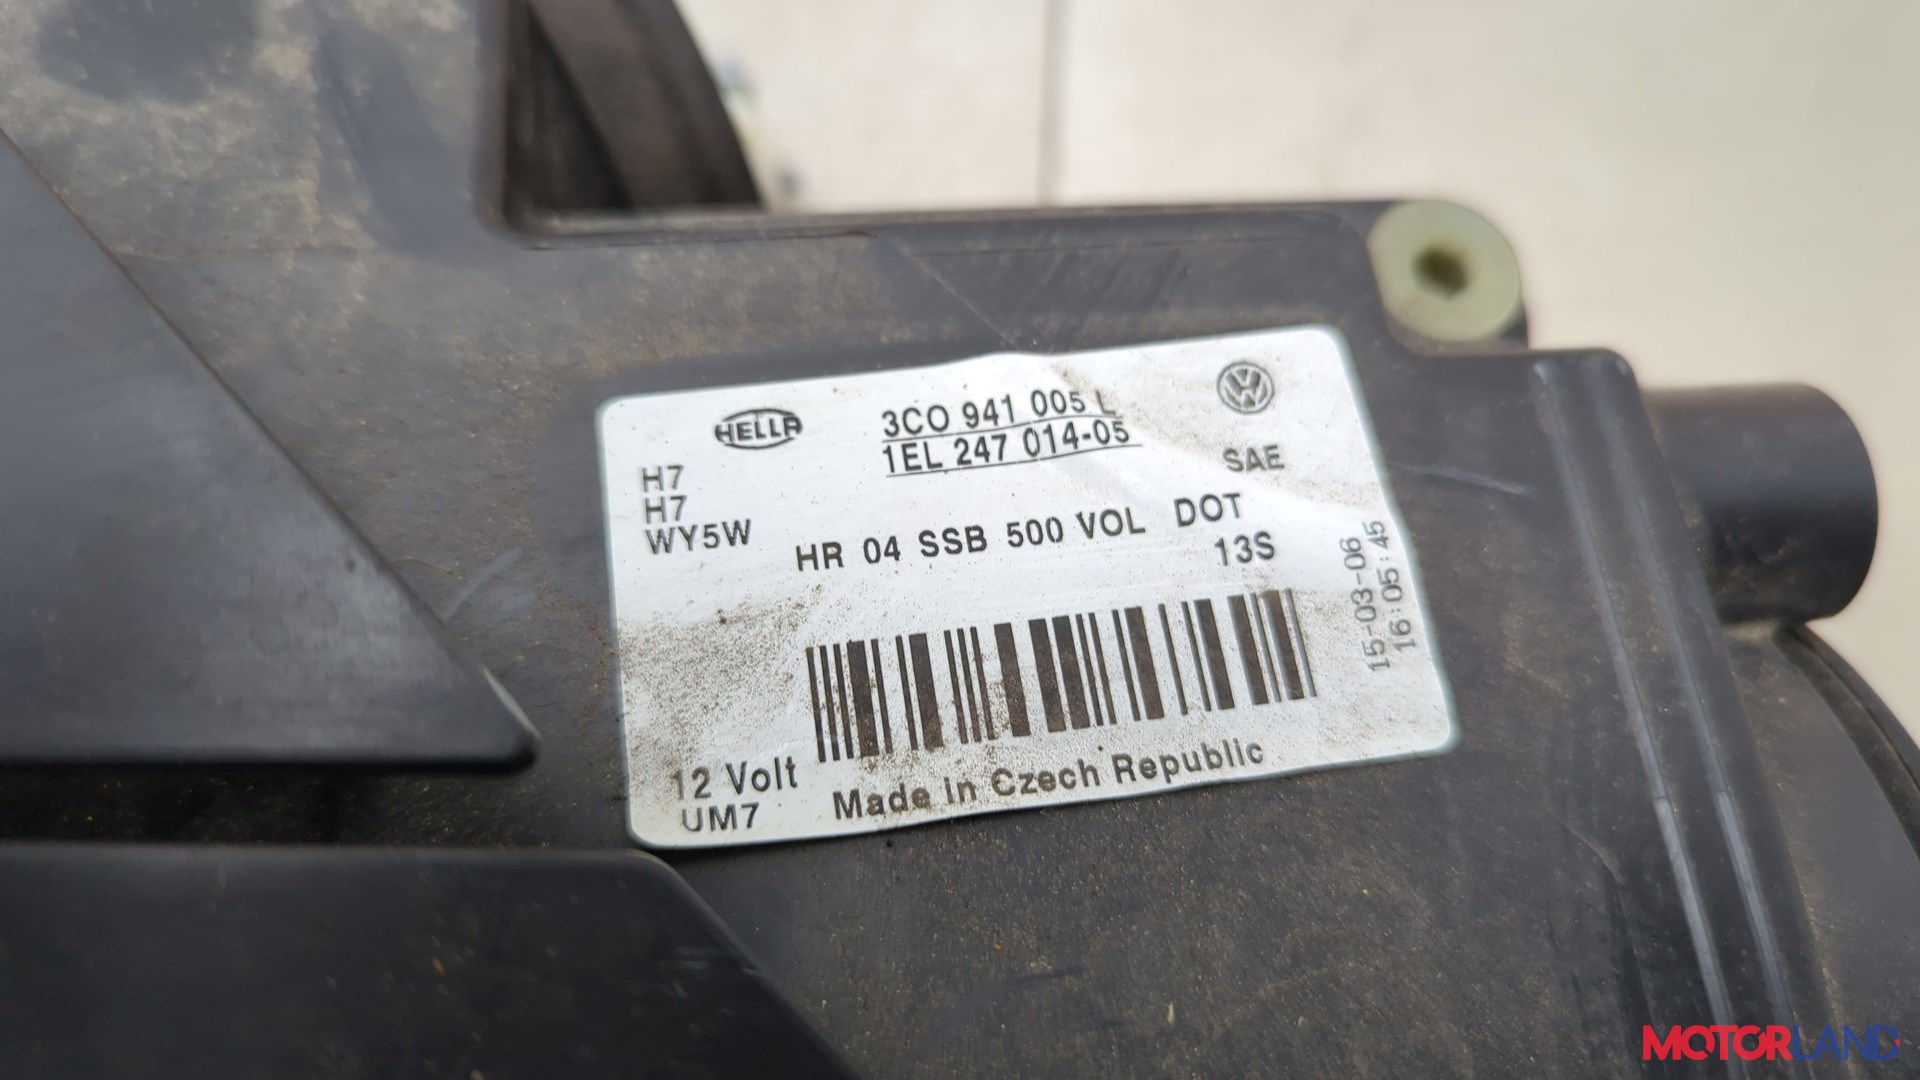 HELLA
3C0 941 005 L
1EL 247 014-05
H7
H7
WY5W
SAE
HR 04 SSB 500 VOL DOT
13S
15-03-06
16:05:45
12 Volt
UM7
Made in Czech Republic
MOTORLAND